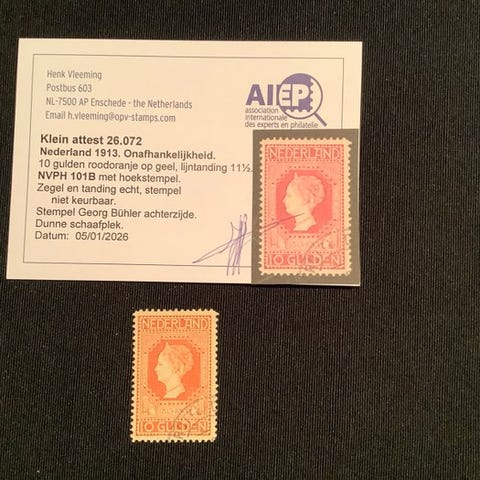 Henk Vleeming
Postbus 603
NL-7500 AP Enschede - the Netherlands
Email h.vleeming@opv-stamps.com
AIEP
association
internationale
des experts en philatelie
Klein attest 26.072
Nederland 1913. Onafhankelijkheid.
10 gulden roodoranje op geel, lijntanding 11½.
NVPH 101B met hoekstempel.
Zegel en tanding echt, stempel
niet keurbaar.
Stempel Georg Bühler achterzijde.
Dunne schaafplek.
Datum: 05/01/2026
NEDERLAND
10 GULDEN
NEDERLAND
10 GULDEN